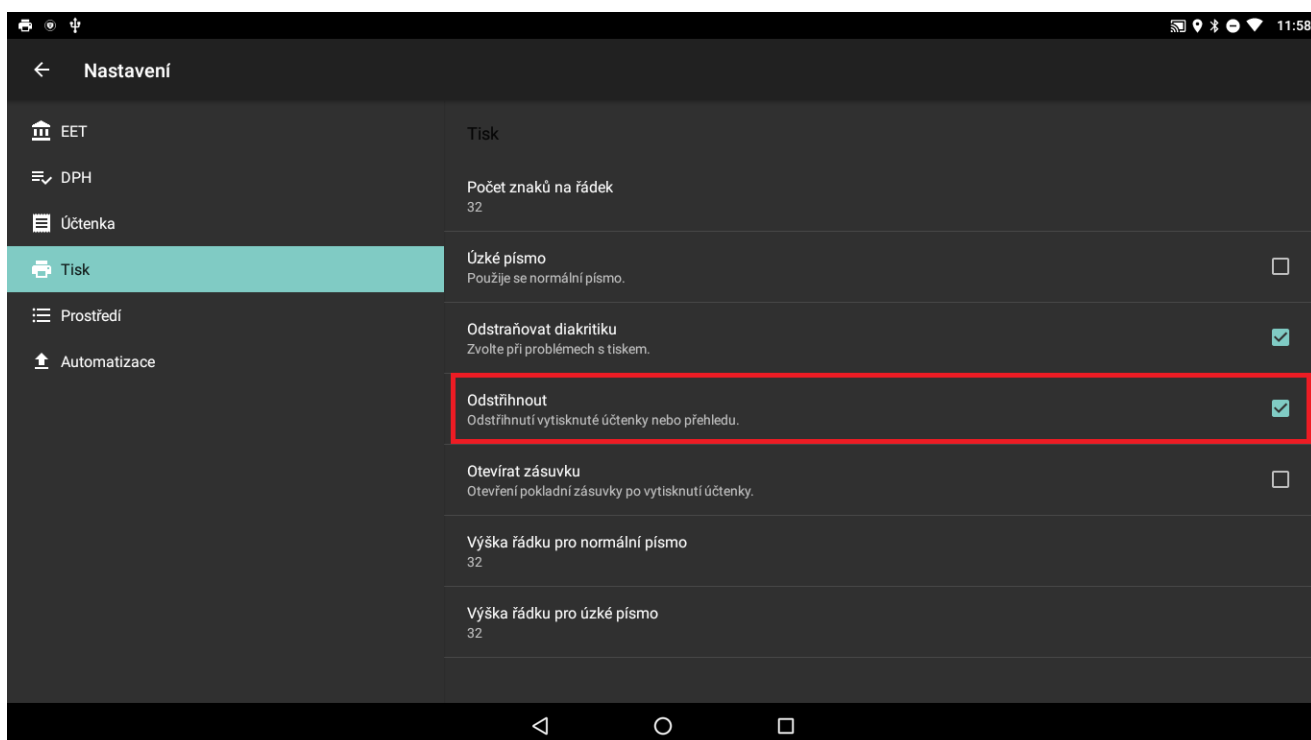 11:58
Nastavení
EET
DPH
Účtenka
Tisk
Prostředí
Automatizace
Tisk
Počet znaků na řádek
32
Úzké písmo
Použije se normální písmo.
Odstraňovat diakritiku
Zvolte při problémech s tiskem.
Odstřihnout
Odstřihnutí vytisknuté účtenky nebo přehledu.
Otevírat zásuvku
Otevření pokladní zásuvky po vytisknutí účtenky.
Výška řádku pro normální písmo
32
Výška řádku pro úzké písmo
32